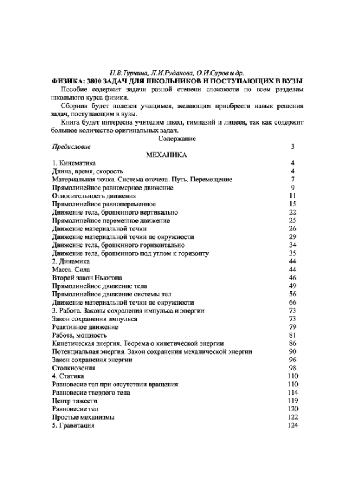 Н.В.Турчина, Л.И.Рудакова, О.И.Суров и др.
ФИЗИКА: 3800 ЗАДАЧ ДЛЯ ШКОЛЬНИКОВ И ПОСТУПАЮЩИХ В ВУЗЫ
Пособие содержит задачи разной степени сложности по всем разделам
школьного курса физики.
Сборник будет полезен учащимся, желающим приобрести навык решения
задач, поступающим в вузы.
Книга будет интересна учителям школ, гимназий и лицеев, так как содержит
большое количество оригинальных задач.
Содержание
Предисловие 3
МЕХАНИКА
1. Кинематика 4
Длина, время, скорость 4
Материальная точка. Система отсчета. Путь. Перемещение 7
Прямолинейное равномерное движение 9
Относительность движения 11
Прямолинейное равнопеременное 15
Движение тела, брошенного вертикально 22
Прямолинейное переменное движение 25
Движение материальной точки 26
Движение материальной точки по окружности 29
Движение тела, брошенного горизонтально 34
Движение тела, брошенного под углом к горизонту 35
2. Динамика 44
Масса. Сила 44
Второй закон Ньютона 46
Прямолинейное движение тела 49
Прямолинейное движение системы тел 56
Движение материальной точки по окружности 66
3. Работа. Законы сохранения импульса и энергии 73
Закон сохранения импульса 73
Реактивное движение 79
Работа, мощность 81
Кинетическая энергия. Теорема о кинетической энергии 86
Потенциальная энергия. Закон сохранения механической энергии 90
Закон сохранения энергии 96
Столкновения 98
4. Статика 110
Равновесие тел при отсутствии вращения 110
Равновесие твердого тела 114
Центр тяжести 119
Равновесие тел 120
Простые механизмы 122
5. Гравитация 124